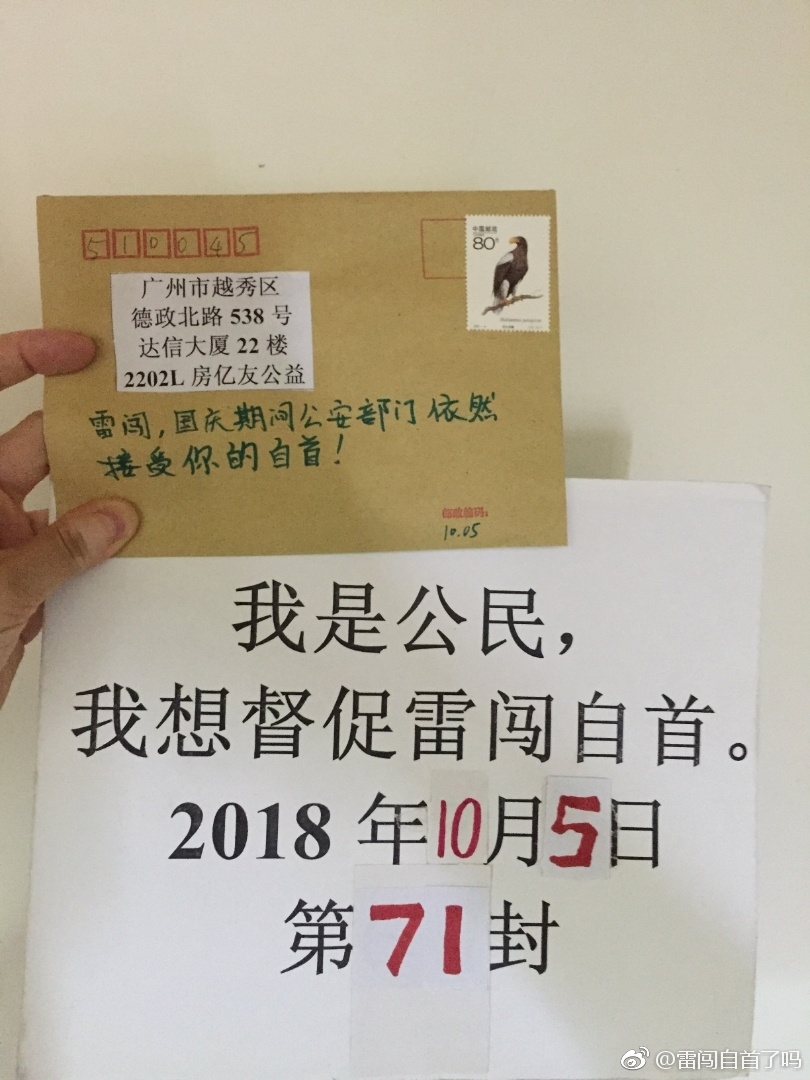 510045
中国邮政
80分
广州市越秀区
德政北路 538 号
达信大厦 22 楼
2202L 房亿友公益
雷闯，国庆期间公安部门依然
接受你的自首！
邮政编码：
10.05
我是公民，
我想督促雷闯自首。
2018 年10月5日
第71封
@雷闯自首了吗